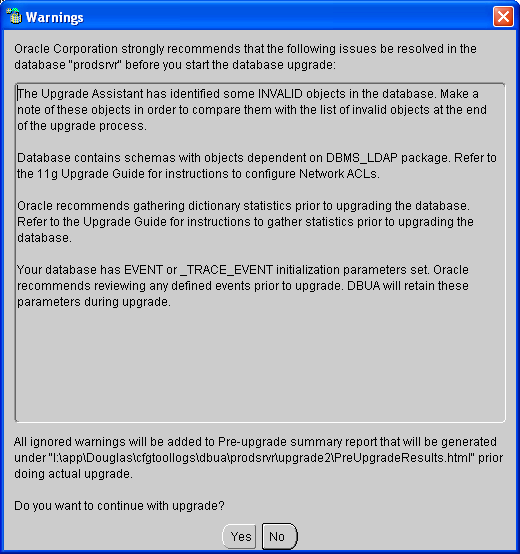 Warnings
Oracle Corporation strongly recommends that the following issues be resolved in the
database "prodsrvr" before you start the database upgrade:
The Upgrade Assistant has identified some INVALID objects in the database. Make a
note of these objects in order to compare them with the list of invalid objects at the end
of the upgrade process.
Database contains schemas with objects dependent on DBMS_LDAP package. Refer to
the 11g Upgrade Guide for instructions to configure Network ACLs.
Oracle recommends gathering dictionary statistics prior to upgrading the database.
Refer to the Upgrade Guide for instructions to gather statistics prior to upgrading the
database.
Your database has EVENT or _TRACE_EVENT initialization parameters set. Oracle
recommends reviewing any defined events prior to upgrade. DBUA will retain these
parameters during upgrade.
All ignored warnings will be added to Pre-upgrade summary report that will be generated
under "I:\app\Douglas\cfgtoollogs\dbua\prodsrvr\upgrade2\PreUpgradeResults.html" prior
doing actual upgrade.
Do you want to continue with upgrade?
Yes No